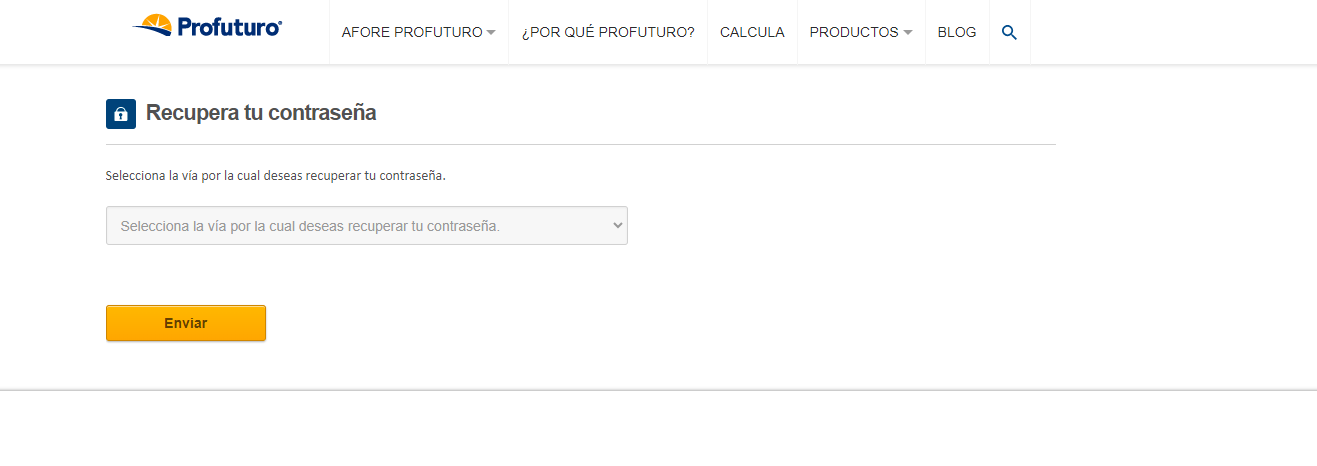 Profuturo®
AFORE PROFUTURO
¿POR QUÉ PROFUTURO?
CALCULA
PRODUCTOS
BLOG
Recupera tu contraseña
Selecciona la vía por la cual deseas recuperar tu contraseña.
Selecciona la vía por la cual deseas recuperar tu contraseña.
Enviar